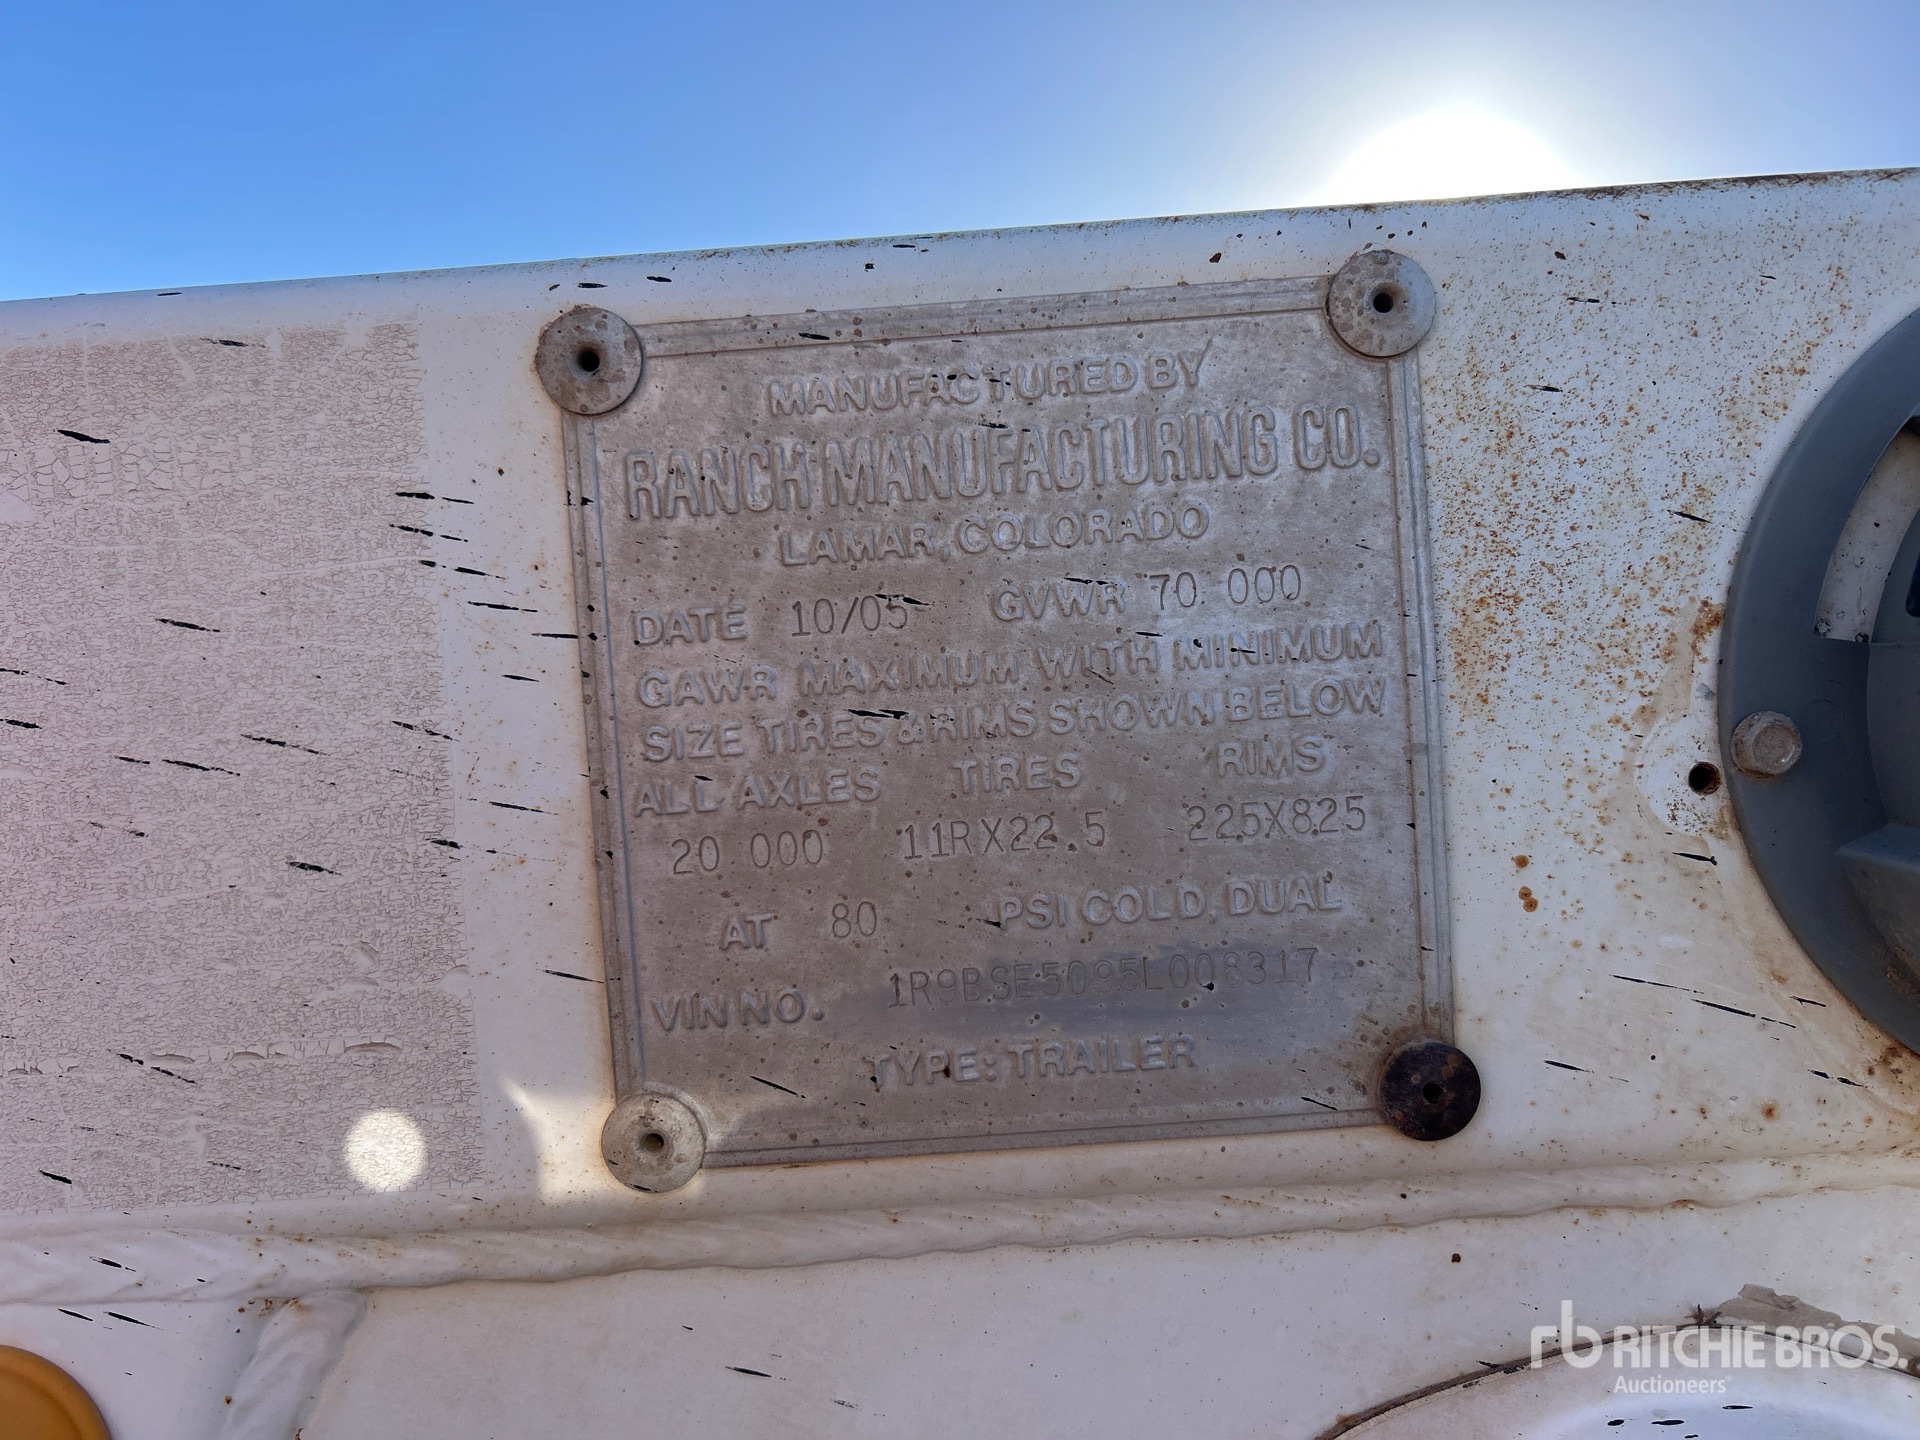 MANUFACTURED BY
RANCH MANUFACTURING CO.
LAMAR, COLORADO
DATE 10/05 GVWR 70 000
GAWR MAXIMUM WITH MINIMUM
SIZE TIRES & RIMS SHOWN BELOW
ALL AXLES TIRES RIMS
20 000 11RX22.5 225X825
AT 80 PSI COLD, DUAL
VIN NO. 1R9BSE5095L008317
TYPE: TRAILER
rb RITCHIE BROS.
Auctioneers